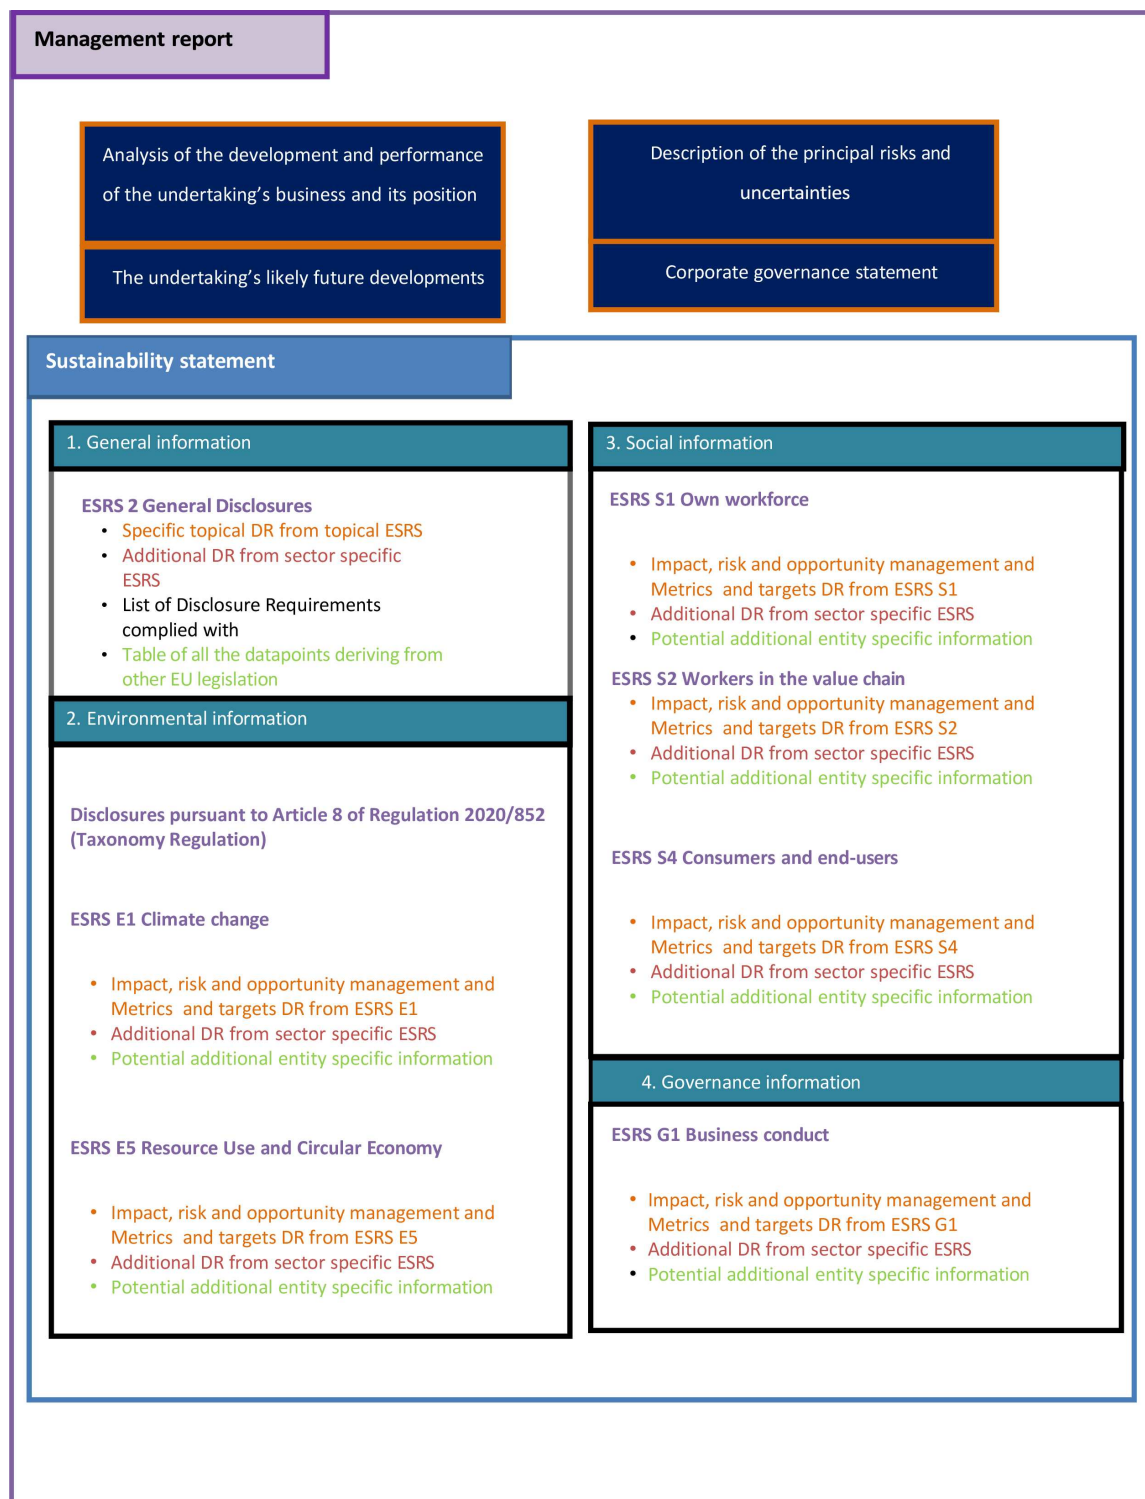 Management report
Analysis of the development and performance
of the undertaking’s business and its position
The undertaking’s likely future developments
Description of the principal risks and
uncertainties
Corporate governance statement
Sustainability statement
1. General information
ESRS 2 General Disclosures
• Specific topical DR from topical ESRS
• Additional DR from sector specific
ESRS
• List of Disclosure Requirements
complied with
• Table of all the datapoints deriving from
other EU legislation
2. Environmental information
Disclosures pursuant to Article 8 of Regulation 2020/852
(Taxonomy Regulation)
ESRS E1 Climate change
• Impact, risk and opportunity management and
Metrics and targets DR from ESRS E1
• Additional DR from sector specific ESRS
• Potential additional entity specific information
ESRS E5 Resource Use and Circular Economy
• Impact, risk and opportunity management and
Metrics and targets DR from ESRS E5
• Additional DR from sector specific ESRS
• Potential additional entity specific information
3. Social information
ESRS S1 Own workforce
• Impact, risk and opportunity management and
Metrics and targets DR from ESRS S1
• Additional DR from sector specific ESRS
• Potential additional entity specific information
ESRS S2 Workers in the value chain
• Impact, risk and opportunity management and
Metrics and targets DR from ESRS S2
• Additional DR from sector specific ESRS
• Potential additional entity specific information
ESRS S4 Consumers and end-users
• Impact, risk and opportunity management and
Metrics and targets DR from ESRS S4
• Additional DR from sector specific ESRS
• Potential additional entity specific information
4. Governance information
ESRS G1 Business conduct
• Impact, risk and opportunity management and
Metrics and targets DR from ESRS G1
• Additional DR from sector specific ESRS
• Potential additional entity specific information